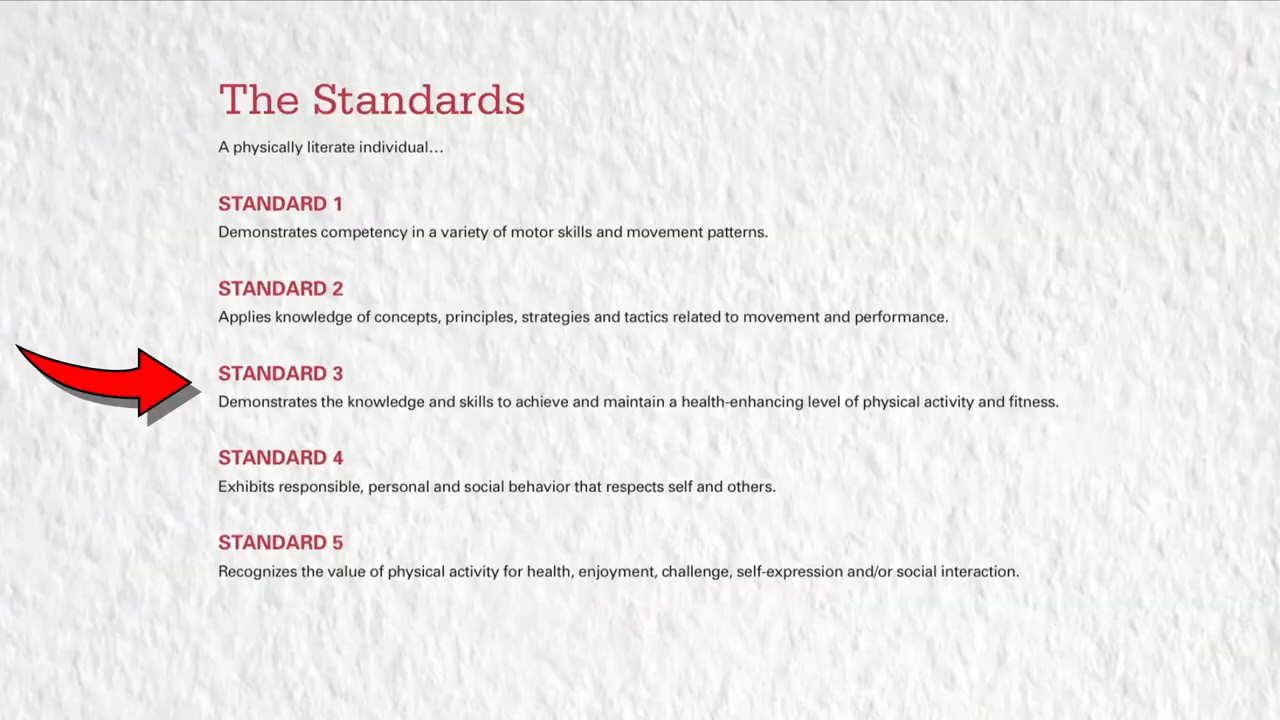 The Standards
A physically literate individual…
STANDARD 1
Demonstrates competency in a variety of motor skills and movement patterns.
STANDARD 2
Applies knowledge of concepts, principles, strategies and tactics related to movement and performance.
STANDARD 3
Demonstrates the knowledge and skills to achieve and maintain a health-enhancing level of physical activity and fitness.
STANDARD 4
Exhibits responsible, personal and social behavior that respects self and others.
STANDARD 5
Recognizes the value of physical activity for health, enjoyment, challenge, self-expression and/or social interaction.